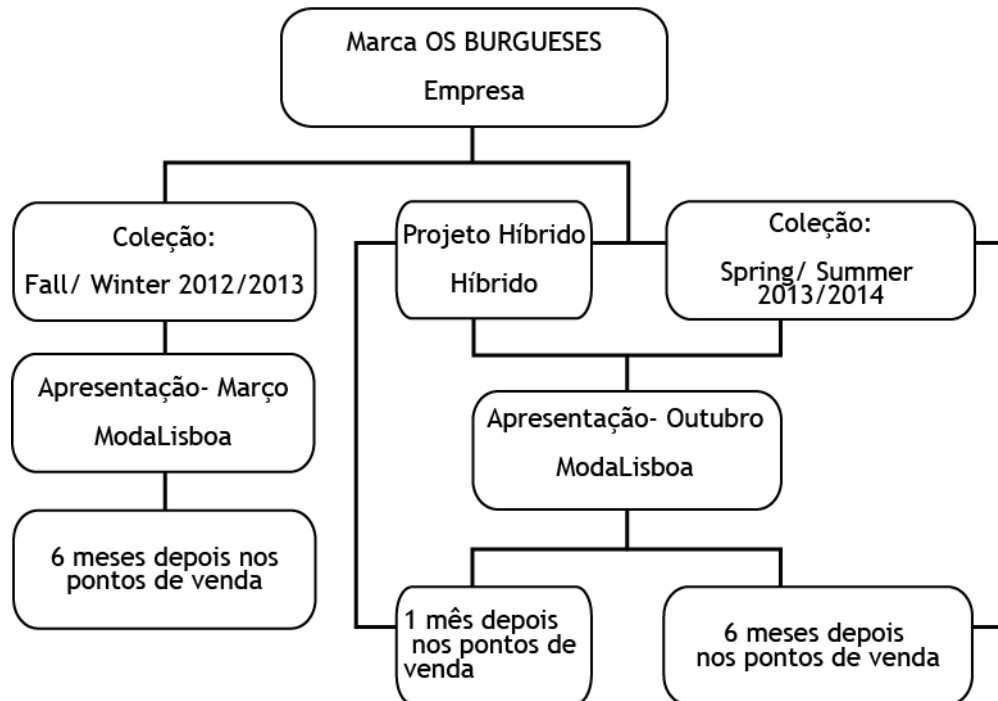 Marca OS BURGUESES
Empresa
Coleção:
Fall/ Winter 2012/2013
Projeto Híbrido
Híbrido
Coleção:
Spring/ Summer
2013/2014
Apresentação- Março
ModaLisboa
Apresentação- Outubro
ModaLisboa
6 meses depois nos
pontos de venda
1 mês depois
nos pontos de
venda
6 meses depois
nos pontos de venda